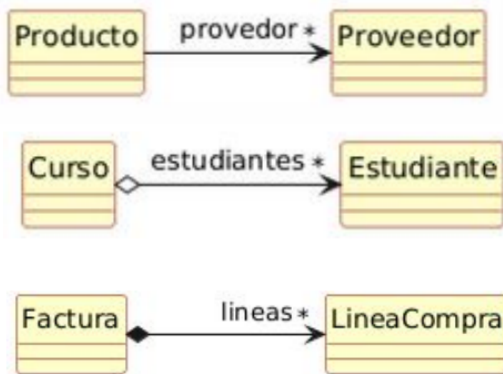 Producto provedor * Proveedor
Curso estudiantes * Estudiante
Factura lineas * LineaCompra